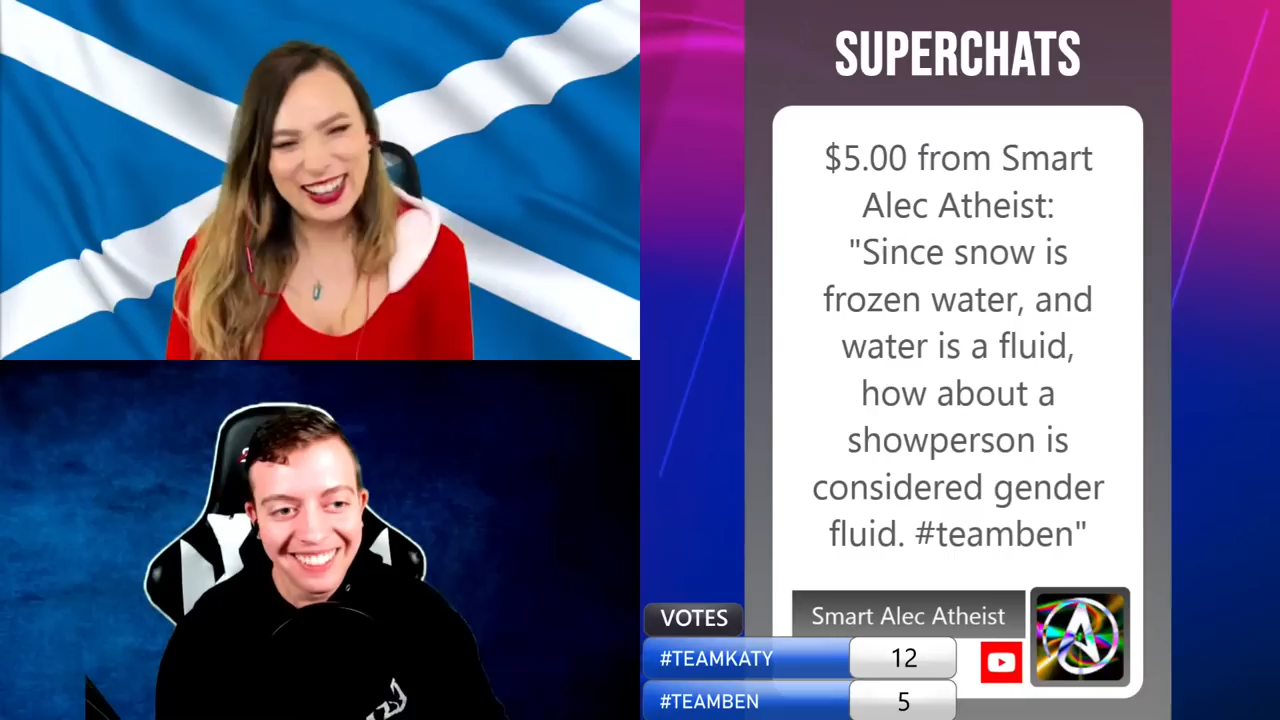 SUPERCHATS
$5.00 from Smart
Alec Atheist:
"Since snow is
frozen water, and
water is a fluid,
how about a
showperson is
considered gender
fluid. #teamben"
Smart Alec Atheist
VOTES
#TEAMKATY 12
#TEAMBEN 5